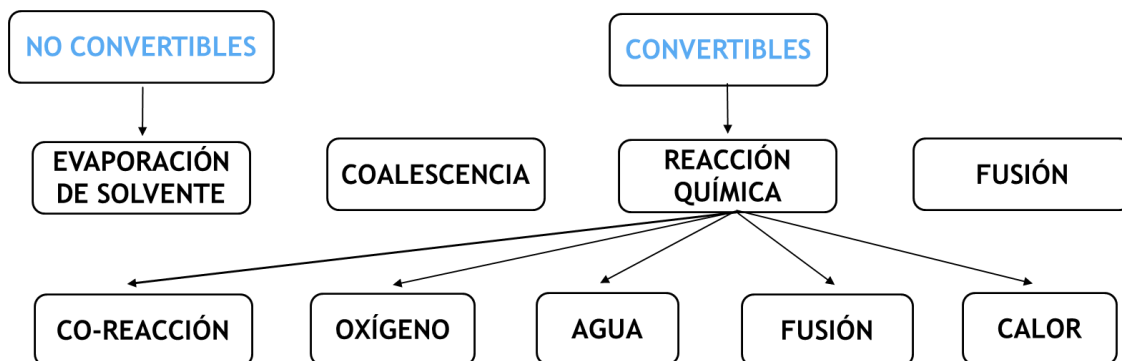 NO CONVERTIBLES
CONVERTIBLES
EVAPORACIÓN
DE SOLVENTE
COALESCENCIA
REACCIÓN
QUÍMICA
FUSIÓN
CO-REACCIÓN
OXÍGENO
AGUA
FUSIÓN
CALOR